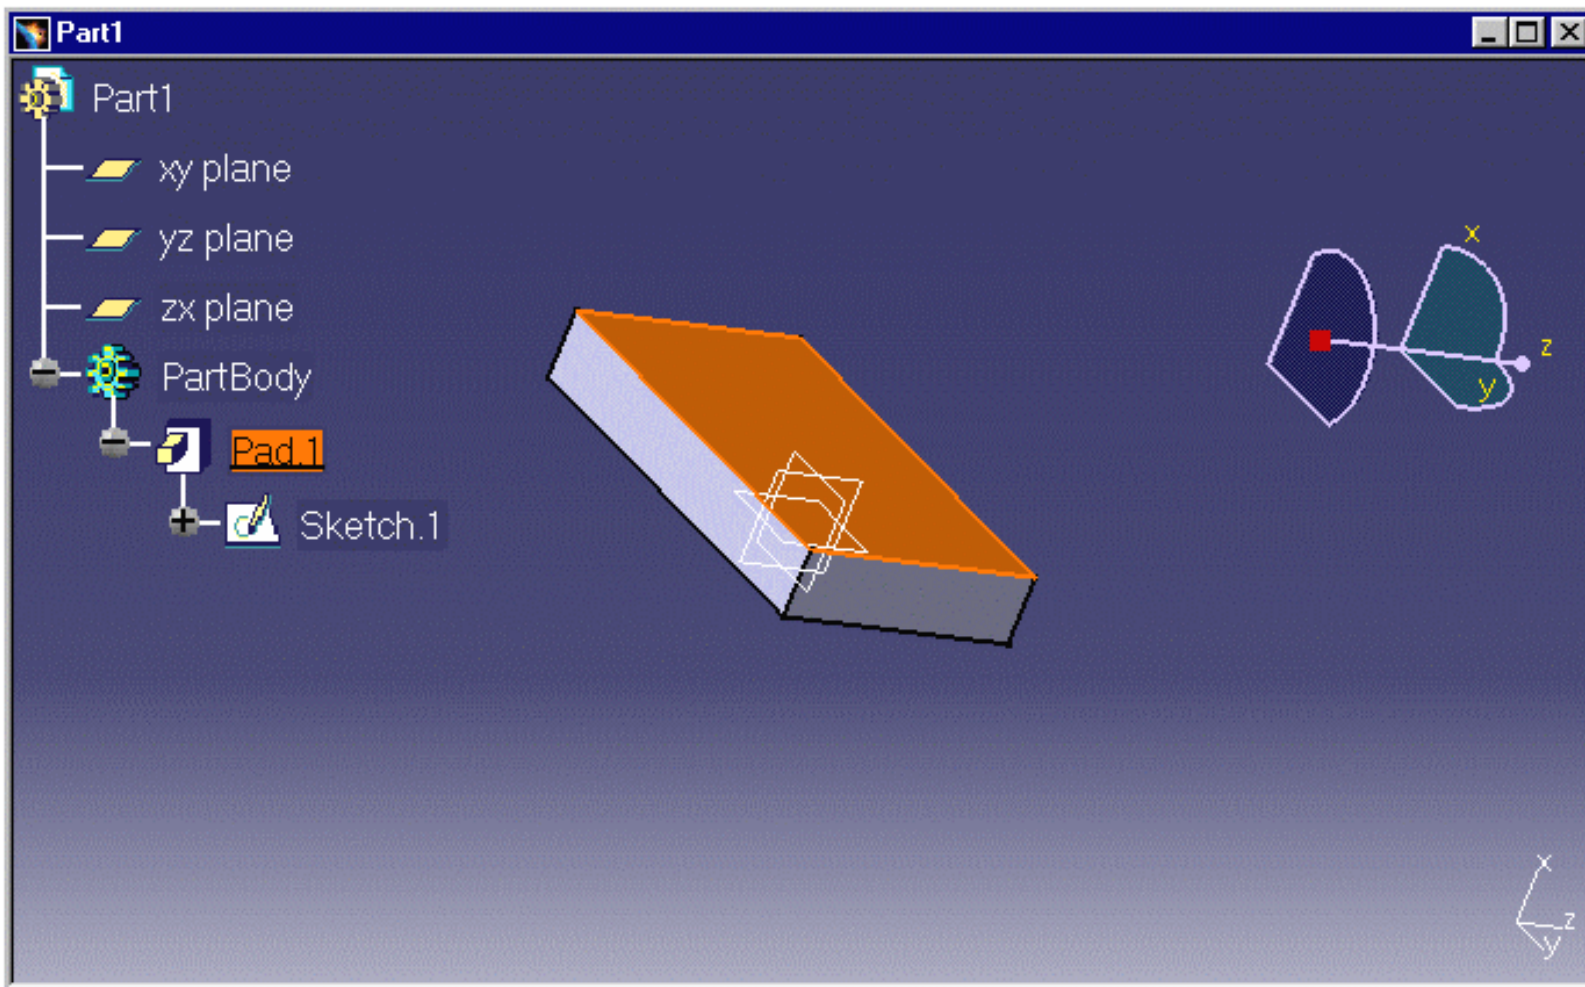 Part1
Part1
xy plane
yz plane
zx plane
PartBody
Pad.1
Sketch.1
x
z
y
x
z
y